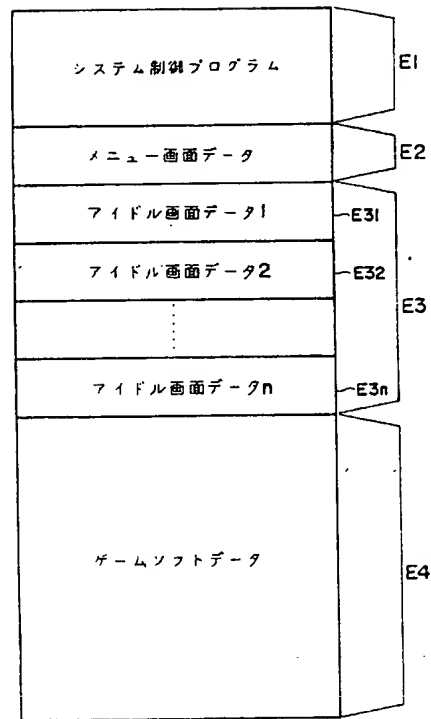 システム制御プログラム
E1
メニュー画面データ
E2
アイドル画面データ1
E31
アイドル画面データ2
E32
E3
アイドル画面データn
E3n
ゲームソフトデータ
E4